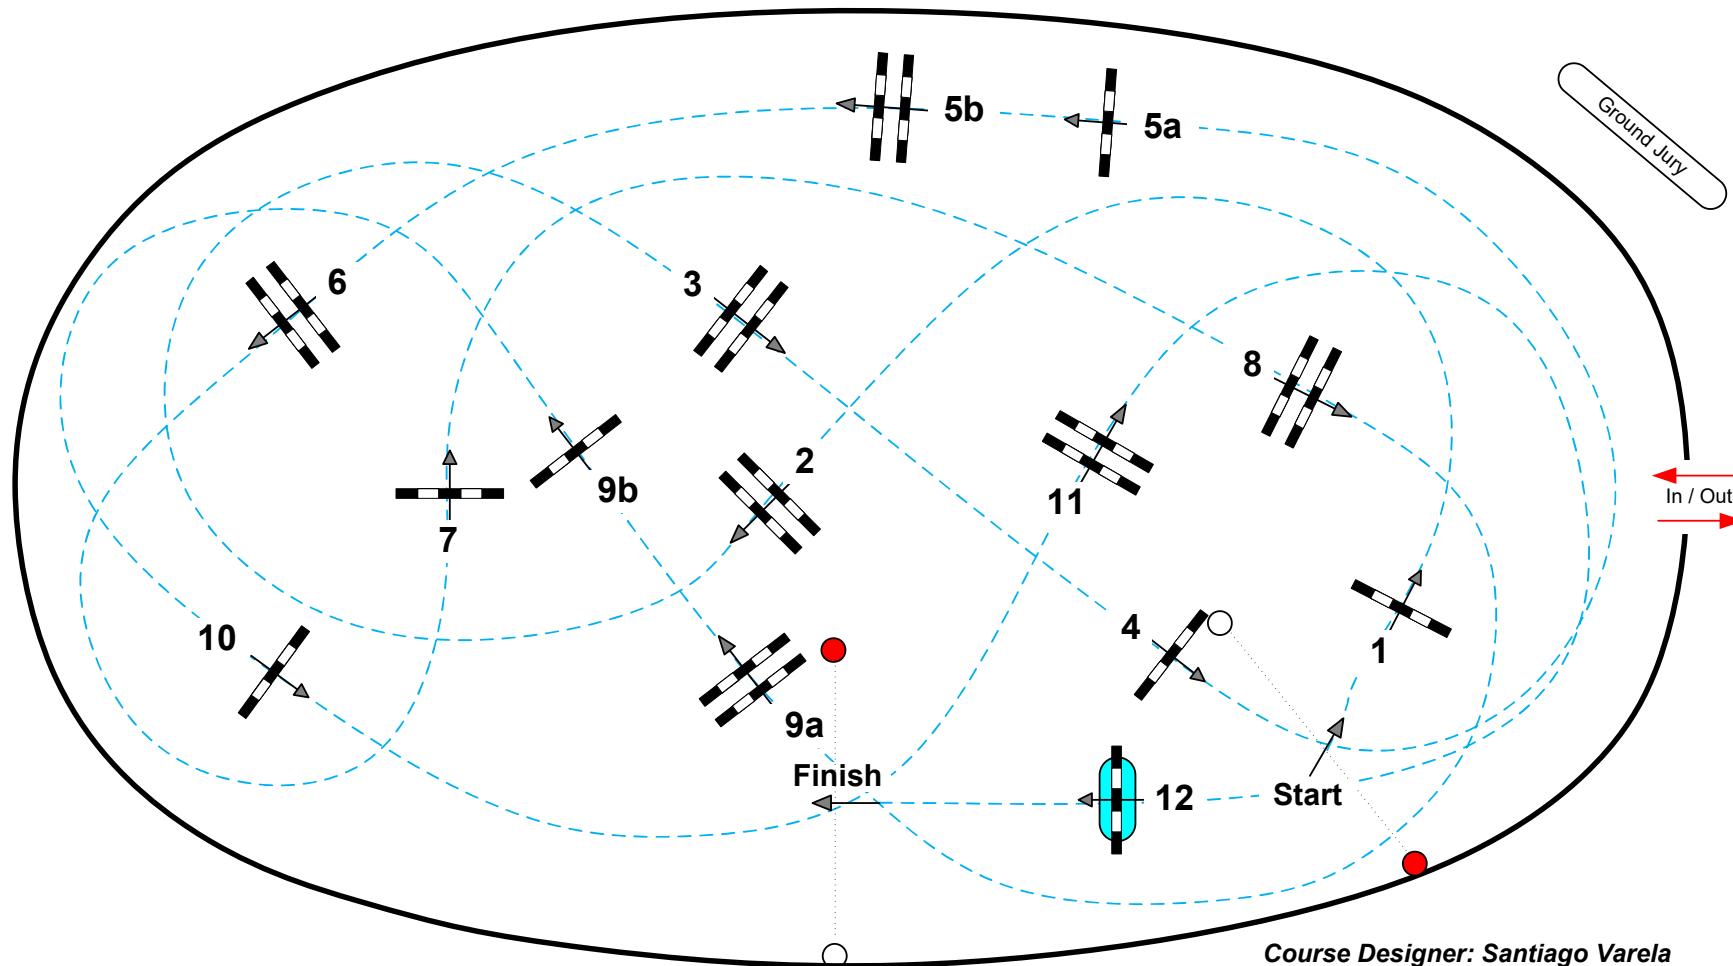 5b
5a
Ground Jury
6
3
8
2
9b
11
In / Out
7
10
4
1
9a
Finish
12
Start
Course Designer: Santiago Varela